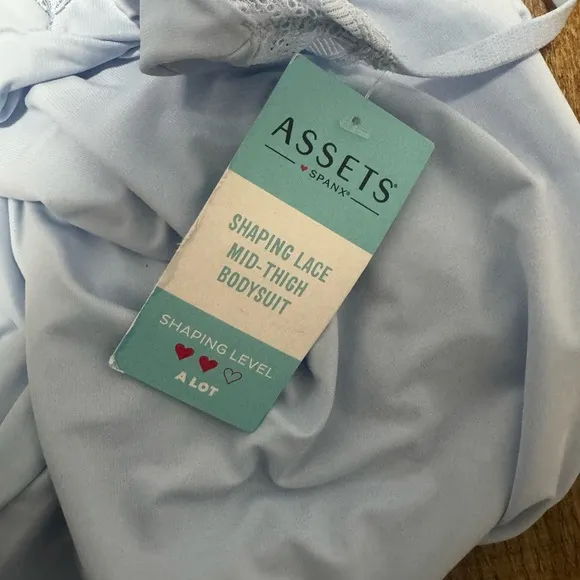 ASSETS®
♥ SPANX®
SHAPING LACE
MID-THIGH
BODYSUIT
SHAPING LEVEL
A LOT